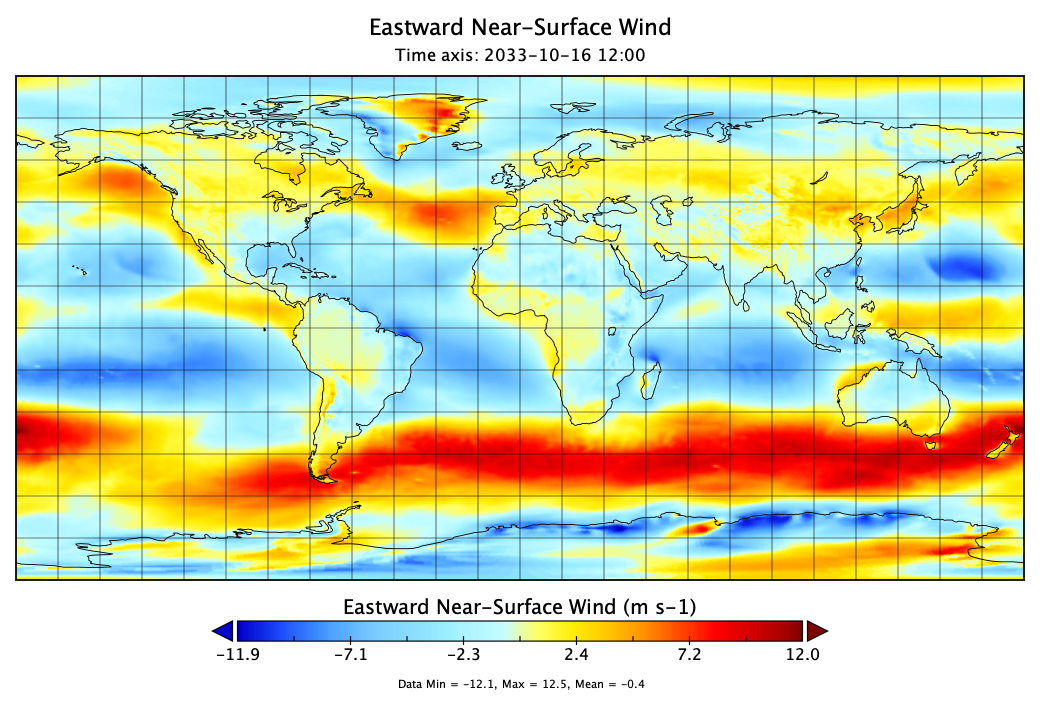 Eastward Near-Surface Wind
Time axis: 2033-10-16 12:00
Eastward Near-Surface Wind (m s-1)
-11.9 -7.1 -2.3 2.4 7.2 12.0
Data Min = -12.1, Max = 12.5, Mean = -0.4